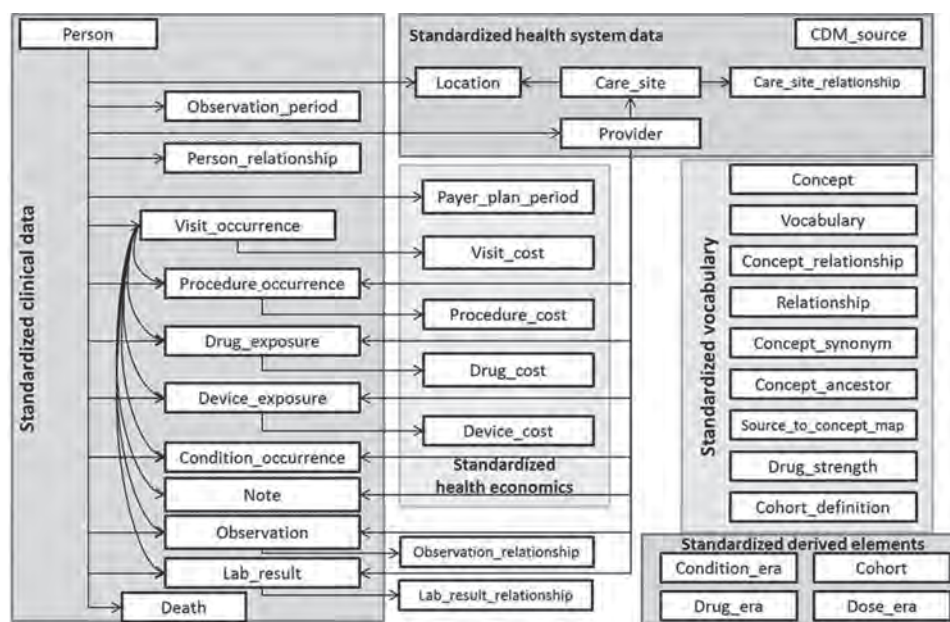 Person
Standardized clinical data
Observation_period
Person_relationship
Visit_occurrence
Procedure_occurrence
Drug_exposure
Device_exposure
Condition_occurrence
Note
Observation
Lab_result
Death
Standardized health system data
CDM_source
Location
Care_site
Care_site_relationship
Provider
Payer_plan_period
Visit_cost
Procedure_cost
Drug_cost
Device_cost
Standardized
health economics
Observation_relationship
Lab_result_relationship
Standardized vocabulary
Concept
Vocabulary
Concept_relationship
Relationship
Concept_synonym
Concept_ancestor
Source_to_concept_map
Drug_strength
Cohort_definition
Standardized derived elements
Condition_era
Cohort
Drug_era
Dose_era